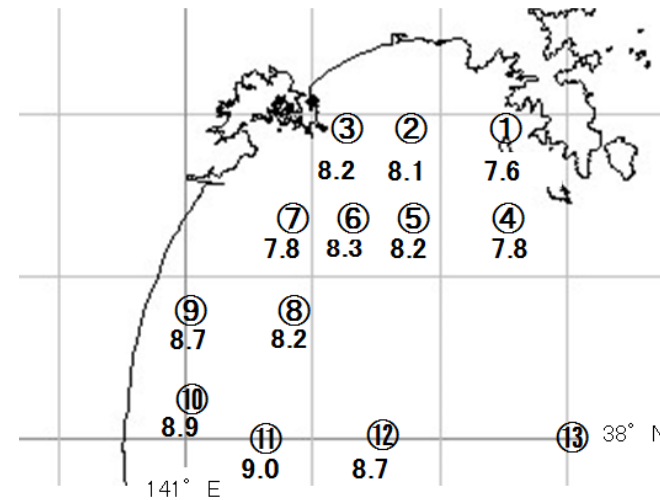 ③ ② ①
8.2 8.1 7.6
⑦ ⑥ ⑤ ④
7.8 8.3 8.2 7.8
⑨ ⑧
8.7 8.2
⑩
8.9
⑪ ⑫ ⑬ 38° N
9.0 8.7
141° E